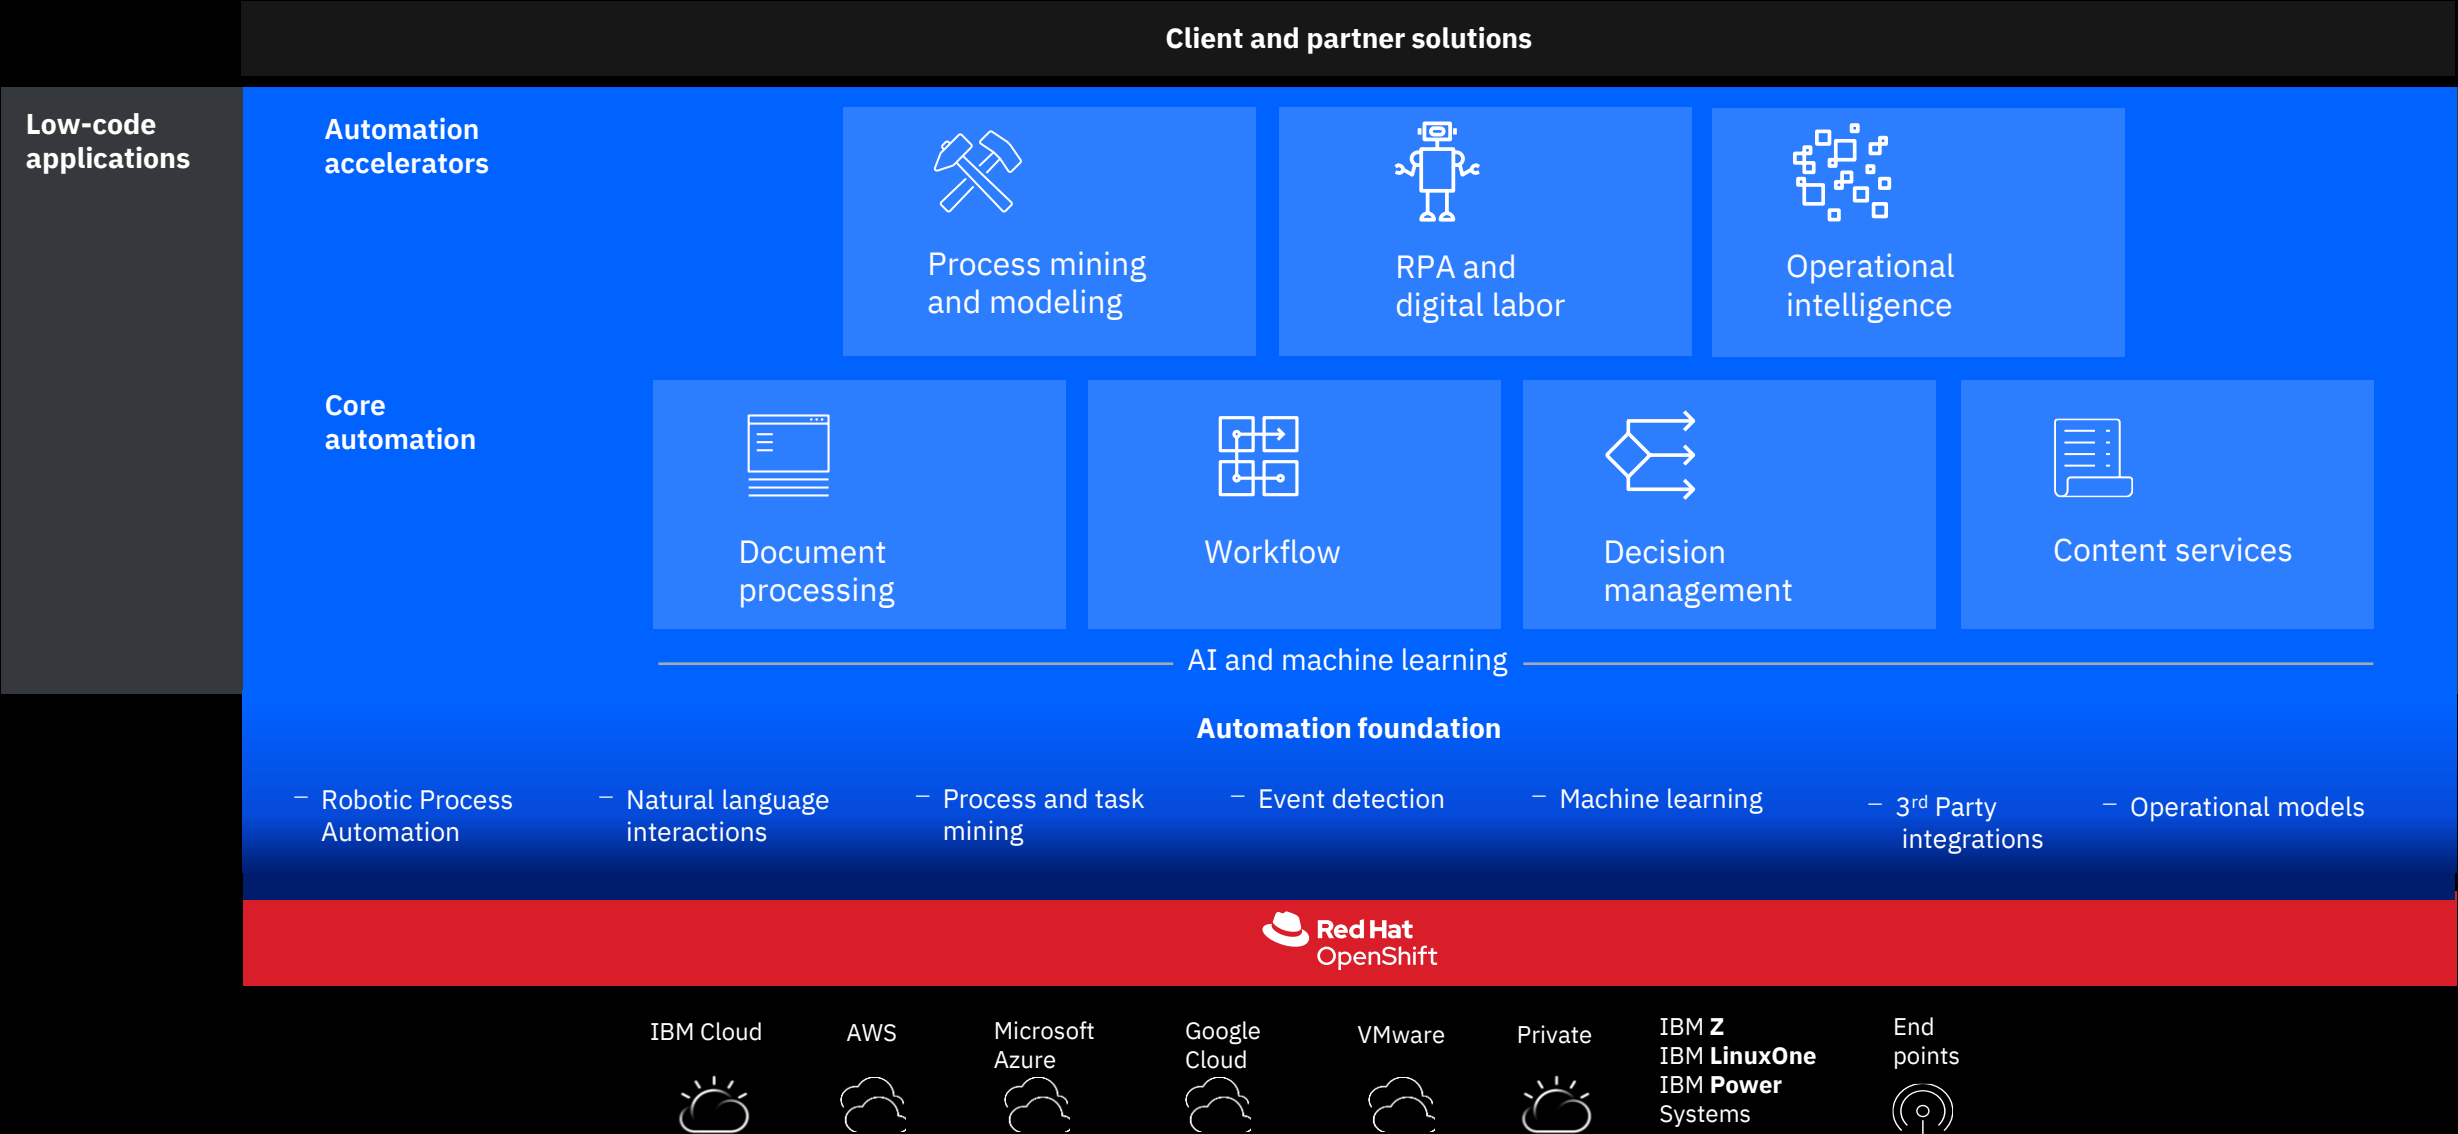 Client and partner solutions
Low-code
applications
Automation
accelerators
Process mining
and modeling
RPA and
digital labor
Operational
intelligence
Core
automation
Document
processing
Workflow
Decision
management
Content services
AI and machine learning
Automation foundation
– Robotic Process
Automation
– Natural language
interactions
– Process and task
mining
– Event detection
– Machine learning
– 3rd Party
integrations
– Operational models
Red Hat
OpenShift
IBM Cloud
AWS
Microsoft
Azure
Google
Cloud
VMware
Private
IBM Z
IBM LinuxOne
IBM Power
Systems
End
points